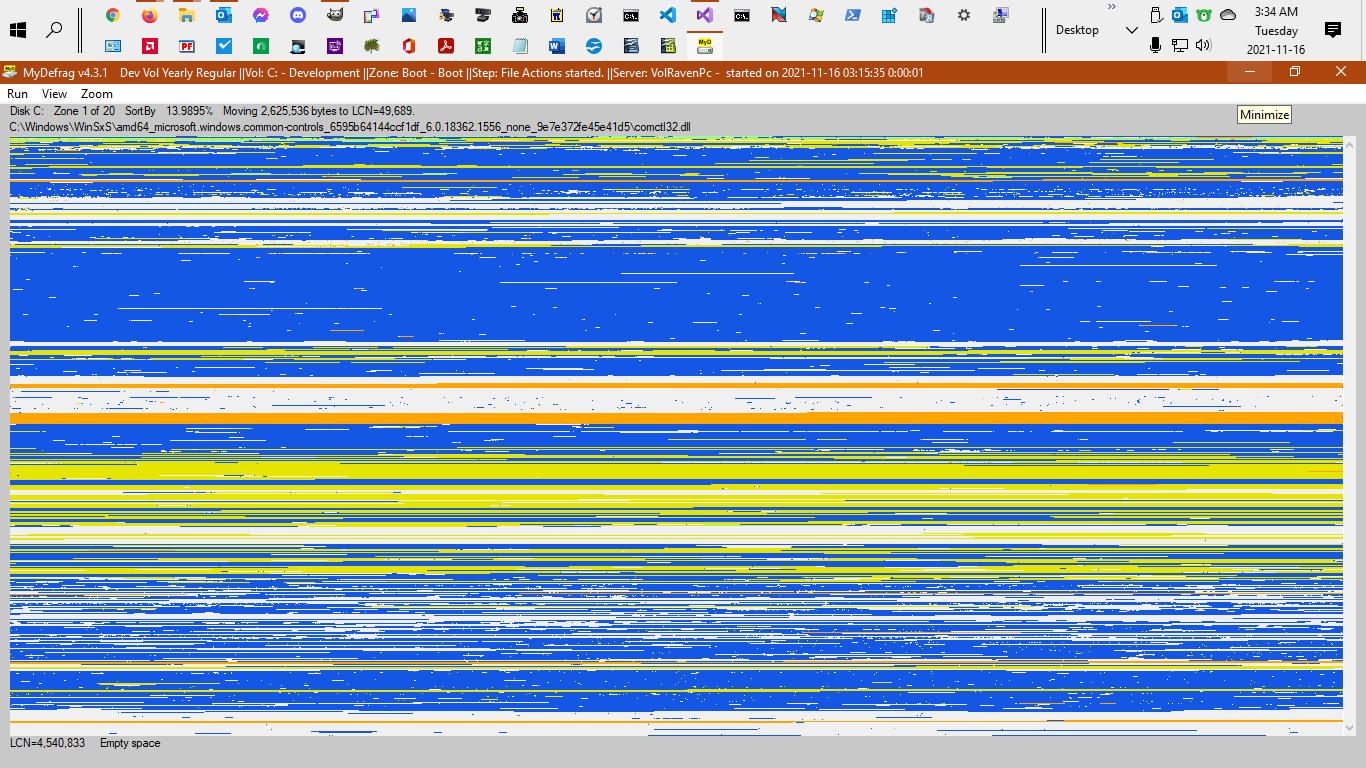 3:34 AM
Desktop
Tuesday
2021-11-16
MyDefrag v4.3.1 Dev Vol Yearly Regular ||Vol: C: - Development ||Zone: Boot - Boot ||Step: File Actions started. ||Server: VolRavenPc - started on 2021-11-16 03:15:35 0:00:01
Run View Zoom
Disk C: Zone 1 of 20 SortBy 13.9895% Moving 2,625,536 bytes to LCN=49,689.
Minimize
C:\Windows\WinSxS\amd64_microsoft.windows.common-controls_6595b64144ccf1df_6.0.18362.1556_none_9e7e372fe45e41d5\comctl32.dll
LCN=4,540,833 Empty space